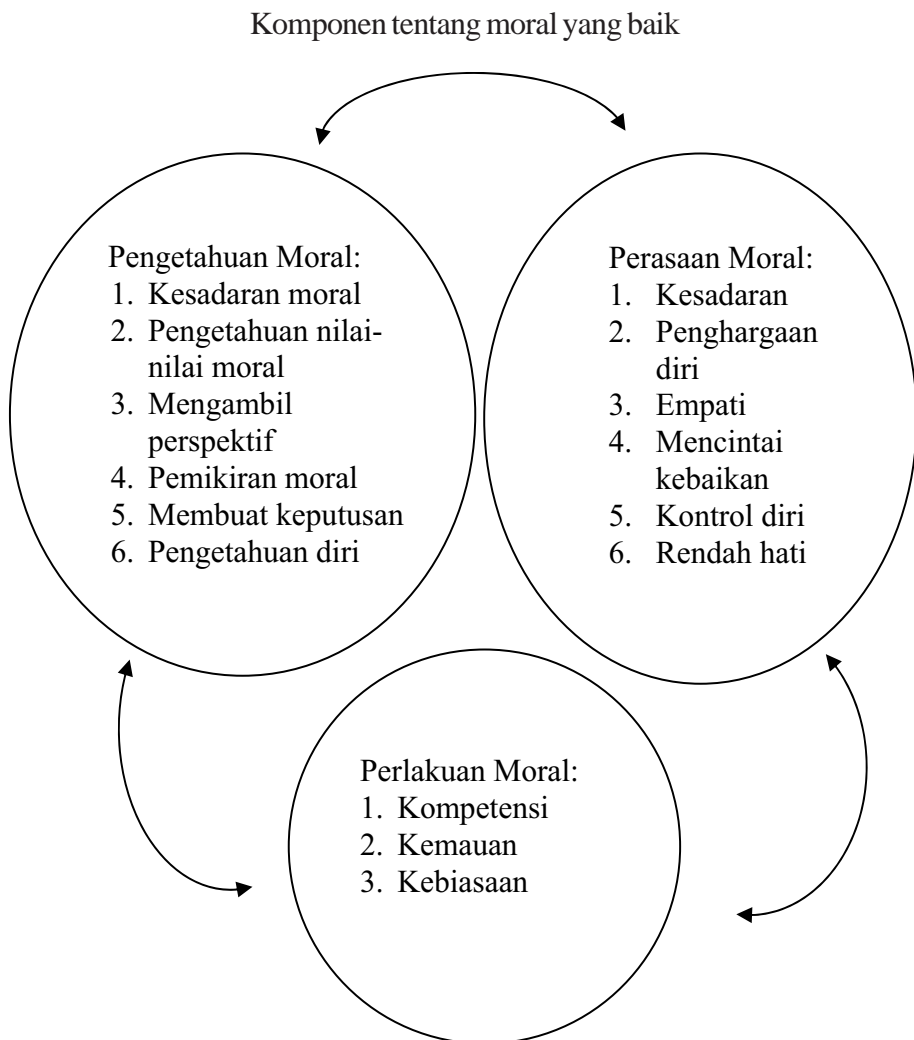 Komponen tentang moral yang baik
Pengetahuan Moral:
1. Kesadaran moral
2. Pengetahuan nilai-
nilai moral
3. Mengambil
perspektif
4. Pemikiran moral
5. Membuat keputusan
6. Pengetahuan diri
Perasaan Moral:
1. Kesadaran
2. Penghargaan
diri
3. Empati
4. Mencintai
kebaikan
5. Kontrol diri
6. Rendah hati
Perlakuan Moral:
1. Kompetensi
2. Kemauan
3. Kebiasaan